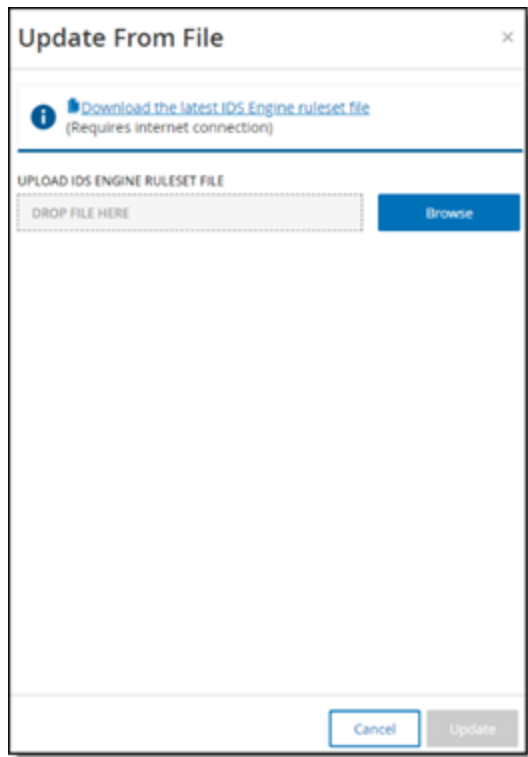 Update From File
Download the latest IDS Engine ruleset file
(Requires internet connection)
UPLOAD IDS ENGINE RULESET FILE
DROP FILE HERE
Browse
Cancel
Update